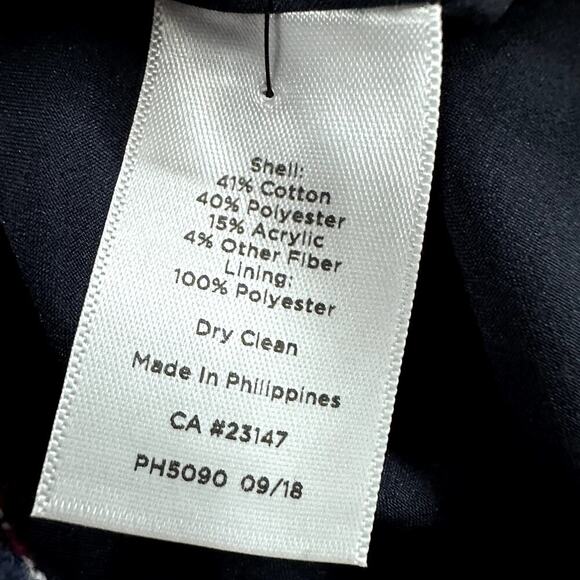 Shell:
41% Cotton
40% Polyester
15% Acrylic
4% Other Fiber
Lining:
100% Polyester
Dry Clean
Made In Philippines
CA #23147
PH5090 09/18